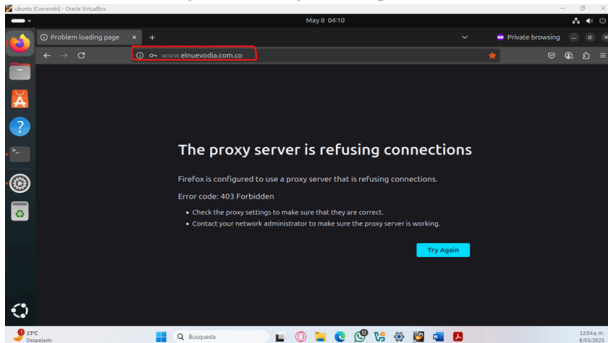 ubuntu [Corriendo] - Oracle VirtualBox
May 8 04:10
Problem loading page
Private browsing
www.elnuevodia.com.co
The proxy server is refusing connections
Firefox is configured to use a proxy server that is refusing connections.
Error code: 403 Forbidden
• Check the proxy settings to make sure that they are correct.
• Contact your network administrator to make sure the proxy server is working.
Try Again
23°C
Despejado
Búsqueda
12:04 a. m.
8/05/2025